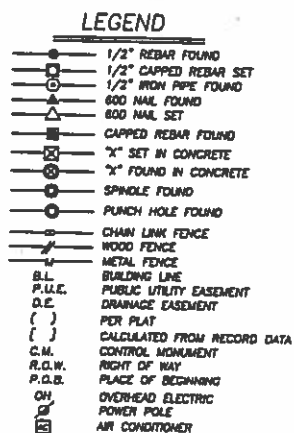 LEGEND
1/2" REBAR FOUND
1/2" CAPPED REBAR SET
1/2" IRON PIPE FOUND
60D NAIL FOUND
60D NAIL SET
CAPPED REBAR FOUND
"X" SET IN CONCRETE
"X" FOUND IN CONCRETE
SPINDLE FOUND
PUNCH HOLE FOUND
CHAIN LINK FENCE
WOOD FENCE
METAL FENCE
B.L. BUILDING LINE
P.U.E. PUBLIC UTILITY EASEMENT
D.E. DRAINAGE EASEMENT
( ) PER PLAT
[ ] CALCULATED FROM RECORD DATA
C.M. CONTROL MONUMENT
R.O.W. RIGHT OF WAY
P.O.B. PLACE OF BEGINNING
OH OVERHEAD ELECTRIC
POWER POLE
AC AIR CONDITIONER